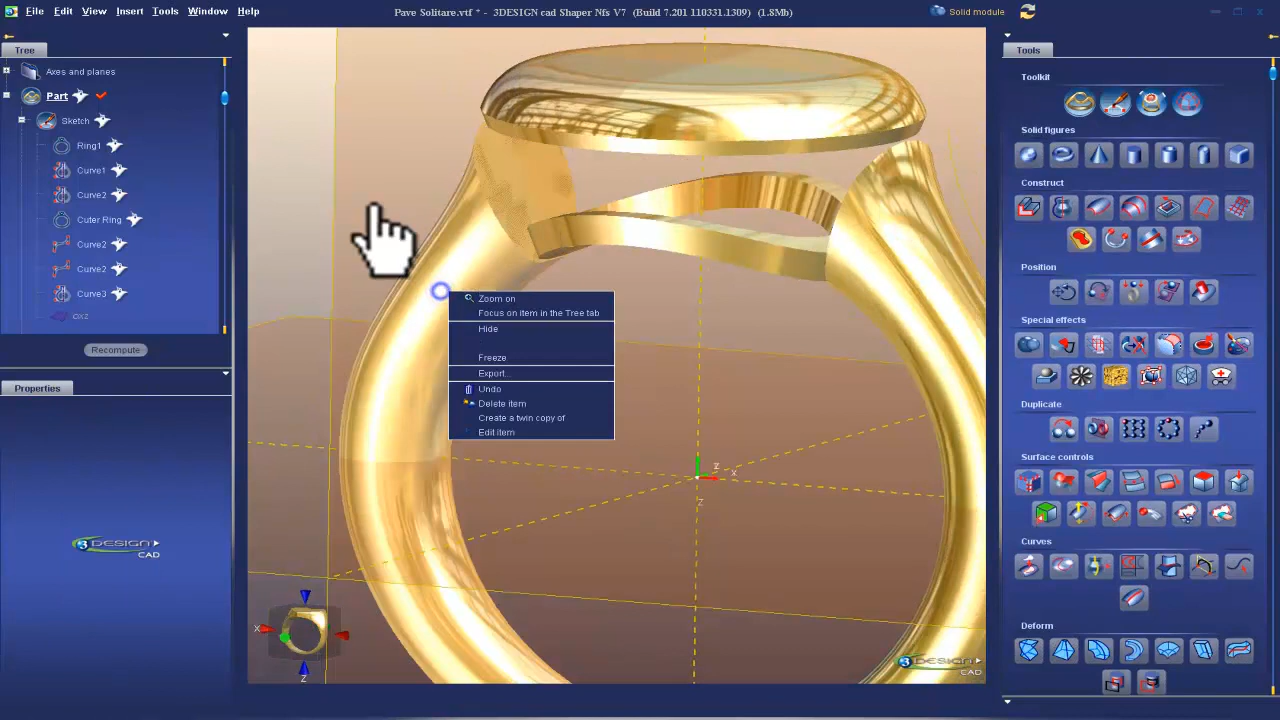 File Edit View Insert Tools Window Help
Pave Solitare.vtf * - 3DESIGN cad Shaper Nfs V7 (Build 7.201 110331.1309) (1.8Mb)
Solid module
Tree
Axes and planes
Part
Sketch
Ring1
Curve1
Curve2
Cuter Ring
Curve2
Curve2
Curve3
OXZ
Recompute
Properties
3DESIGN
CAD
Zoom on
Focus on item in the Tree tab
Hide
Freeze
Export...
Undo
Delete item
Create a twin copy of
Edit item
Z
X
Z
X
Z
3DESIGN
CAD
Tools
Toolkit
Solid figures
Construct
Position
Special effects
Duplicate
Surface controls
Curves
Deform